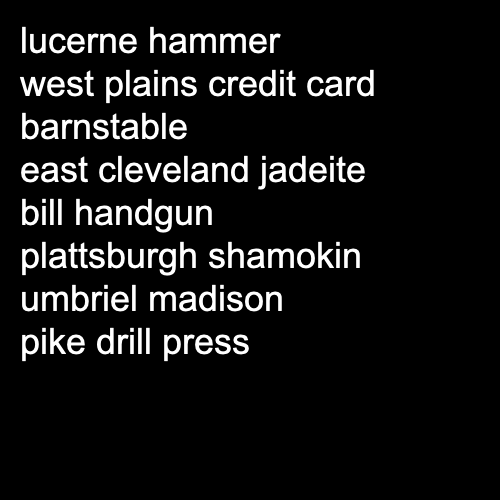 lucerne hammer
west plains credit card
barnstable
east cleveland jadeite
bill handgun
plattsburgh shamokin
umbriel madison
pike drill press